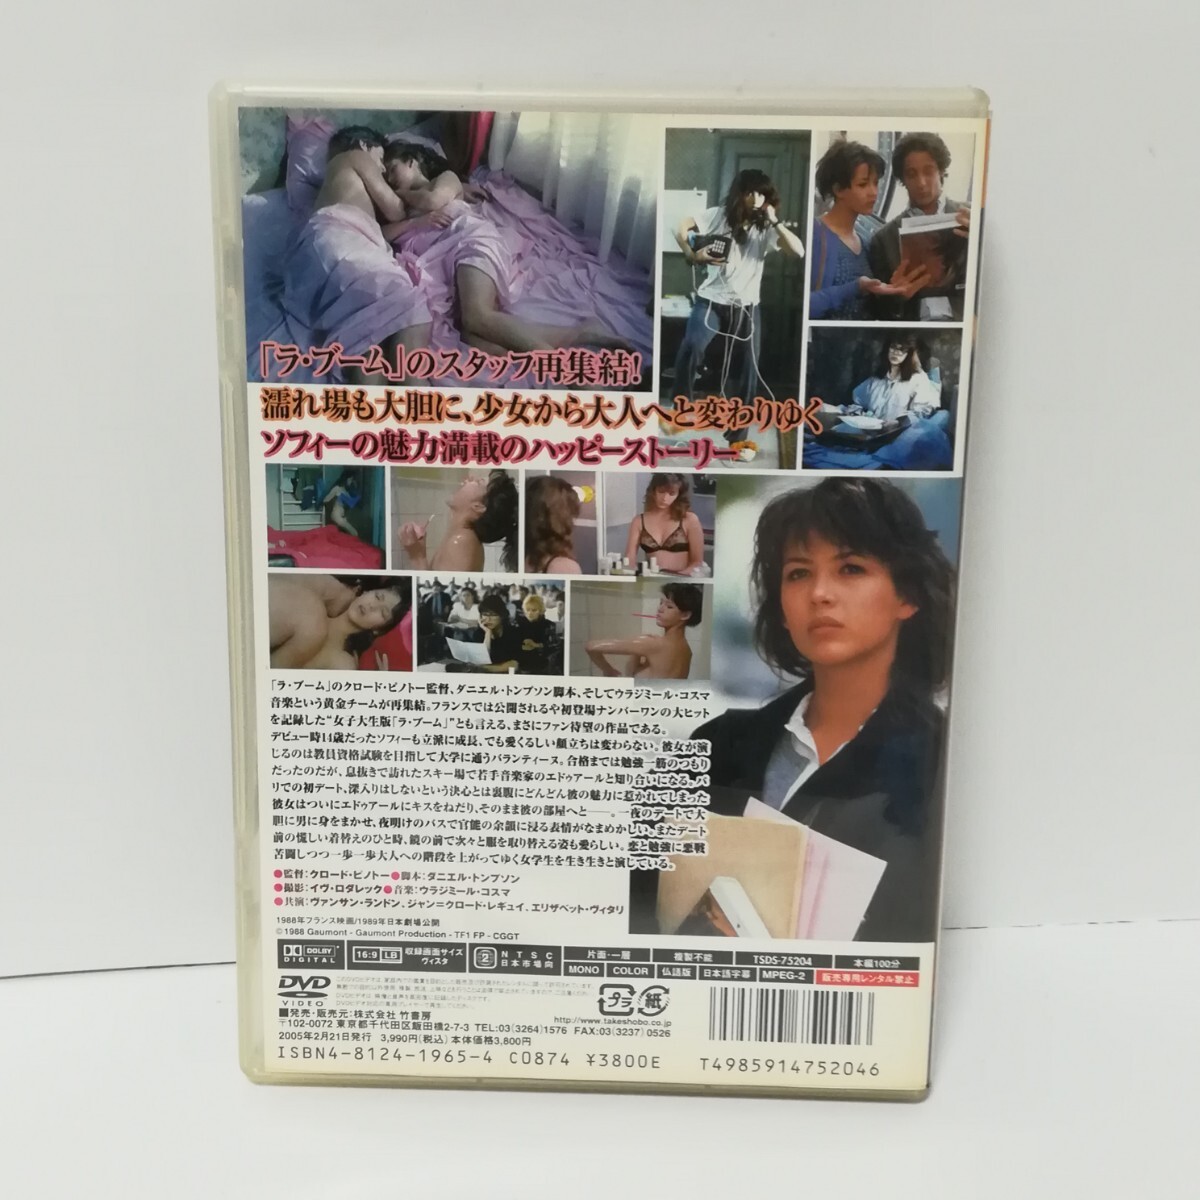 「ラ・ブーム」のスタッフ再集結!
濡れ場も大胆に、少女から大人へと変わりゆく
ソフィーの魅力満載のハッピーストーリー
「ラ・ブーム」のクロード・ピノトー監督、ダニエル・トンプソン脚本、そしてウラジミール・コスマ
音楽という黄金チームが再集結。フランスでは公開されるや初登場ナンバーワンの大ヒット
を記録した“女子大生版「ラ・ブーム」”とも言える、まさにファン待望の作品である。
デビュー時14歳だったソフィーも立派に成長、でも愛くるしい顔立ちは変わらない。彼女が演
じるのは教員資格試験を目指して大学に通うバランティーヌ。合格までは勉強一筋のつもり
だったのだが、息抜きで訪れたスキー場で若手音楽家のエドゥアールと知り合いになる。パ
リでの初デート、深入りはしないという決心とは裏腹にどんどん彼の魅力に惹かれてしまった
彼女はついにエドゥアールにキスをねだり、そのまま彼の部屋へと――。一夜のデートで大
胆に男に身をまかせ、夜明けのバスで官能の余韻に浸る表情がなまめかしい。またデート
前の慌しい着替えのひと時、鏡の前で次々と服を取り替える姿も愛らしい。恋と勉強に悪戦
苦闘しつつ一歩一歩大人への階段を上がってゆく女学生を生き生きと演じている。
●監督:クロード・ピノトー●脚本:ダニエル・トンプソン
●撮影:イヴ・ロダレック●音楽:ウラジミール・コスマ
●共演:ヴァンサン・ランドン、ジャン=クロード・レギュイ、エリザベット・ヴィタリ
1988年フランス映画/1989年日本劇場公開
©1988 Gaumont - Gaumont Production - TF1 FP - CGGT
DOLBY DIGITAL
16:9 LB
収録画面サイズ ヴィスタ
2 NTSC 日本市場向
片面・一層
複製不能
TSDS-75204
本編100分
MONO
COLOR
仏語版
日本語字幕
MPEG-2
販売専用レンタル禁止
DVD VIDEO
プラ
紙
http://www.takeshobo.co.jp
■発売・販売元:株式会社 竹書房
〒102-0072 東京都千代田区飯田橋2-7-3 TEL:03(3264)1576 FAX:03(3237)0526
2005年2月21日発行 3,990円(税込) 本体価格3,800円
ISBN4-8124-1965-4 C0874 ¥3800E
T4985914752046